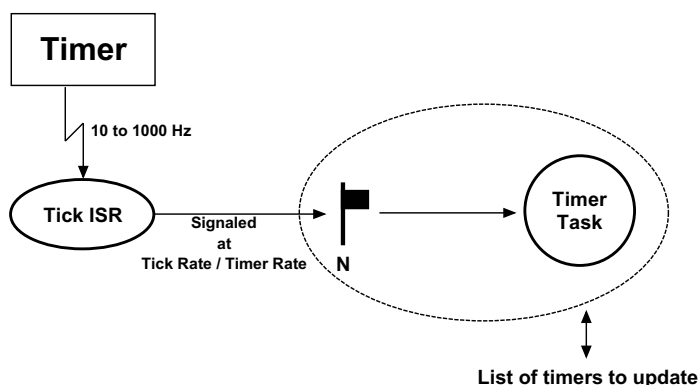 Timer
10 to 1000 Hz
Tick ISR
Signaled
at
Tick Rate / Timer Rate
N
Timer
Task
List of timers to update